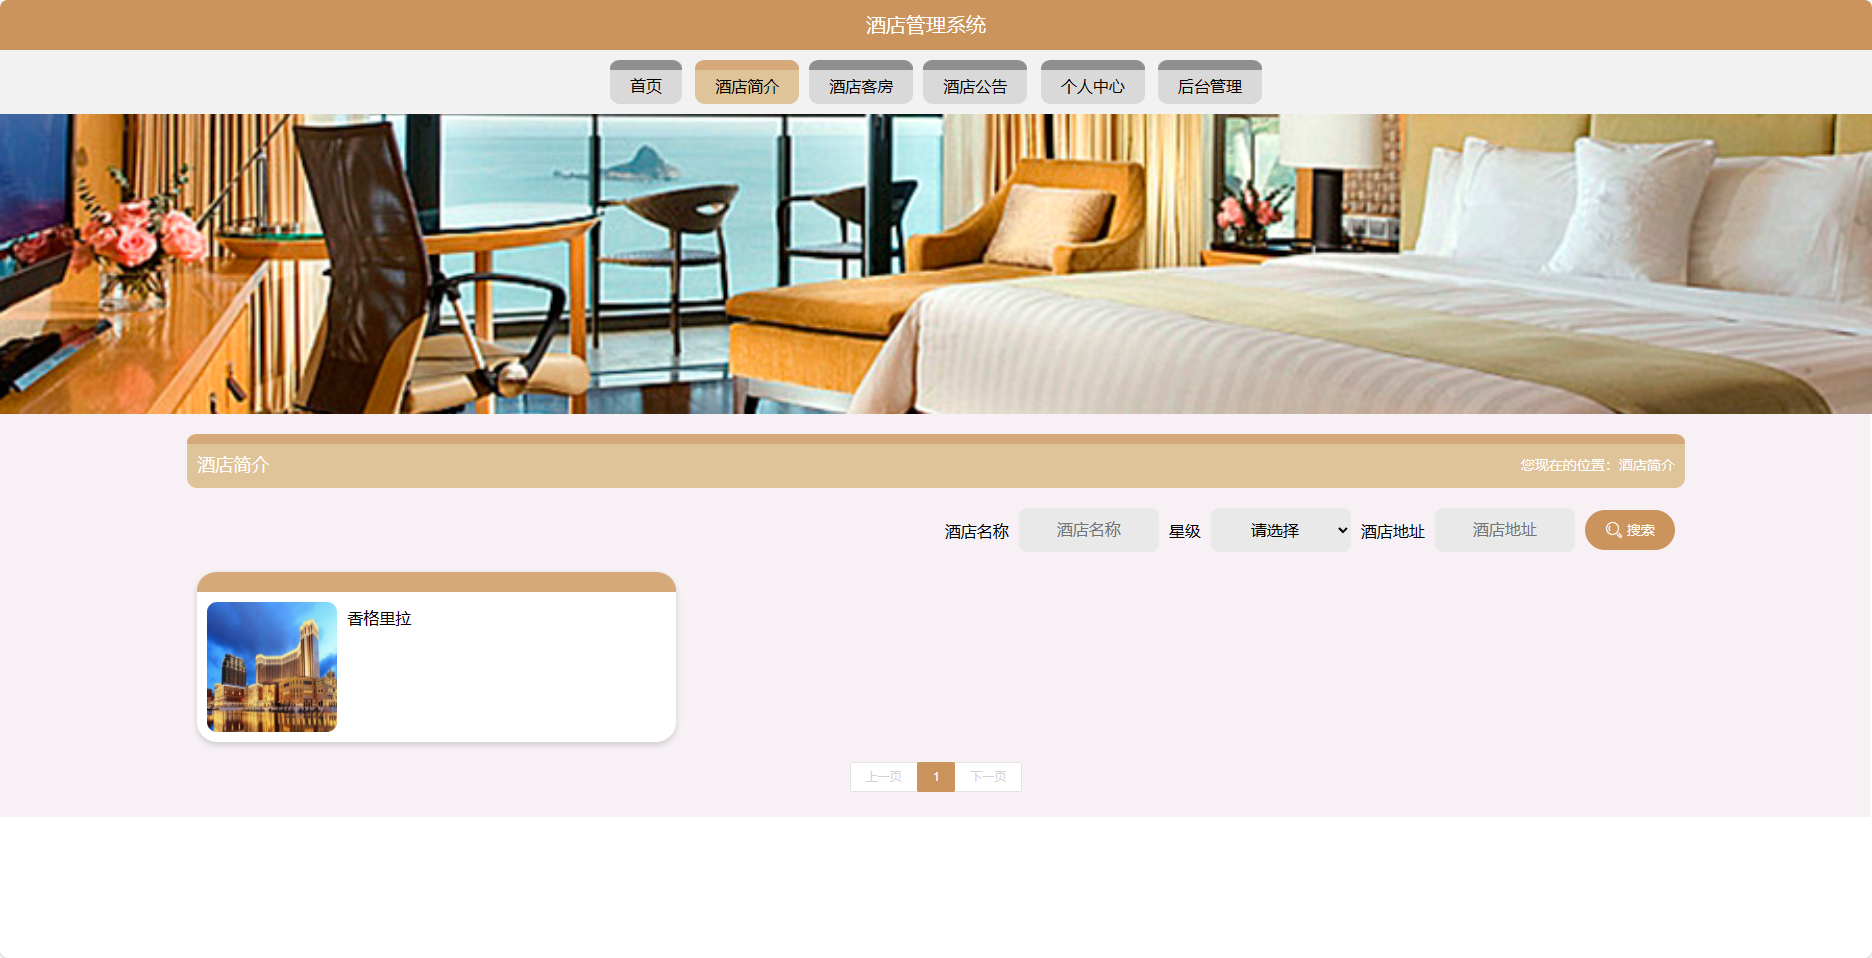 酒店管理系统
首页 酒店简介 酒店客房 酒店公告 个人中心 后台管理
酒店简介 您现在的位置：酒店简介
酒店名称 酒店名称 星级 请选择 酒店地址 酒店地址 搜索
香格里拉
上一页 1 下一页